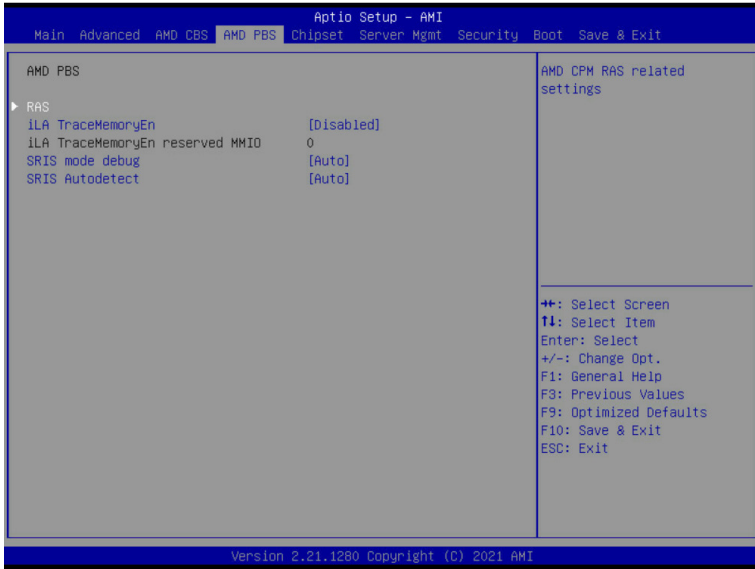 Aptio Setup - AMI
Main Advanced AMD CBS AMD PBS Chipset Server Mgmt Security Boot Save & Exit
AMD PBS
RAS
iLA TraceMemoryEn [Disabled]
iLA TraceMemoryEn reserved MMIO 0
SRIS mode debug [Auto]
SRIS Autodetect [Auto]
AMD CPM RAS related
settings
→←: Select Screen
↑↓: Select Item
Enter: Select
+/-: Change Opt.
F1: General Help
F3: Previous Values
F9: Optimized Defaults
F10: Save & Exit
ESC: Exit
Version 2.21.1280 Copyright (C) 2021 AMI